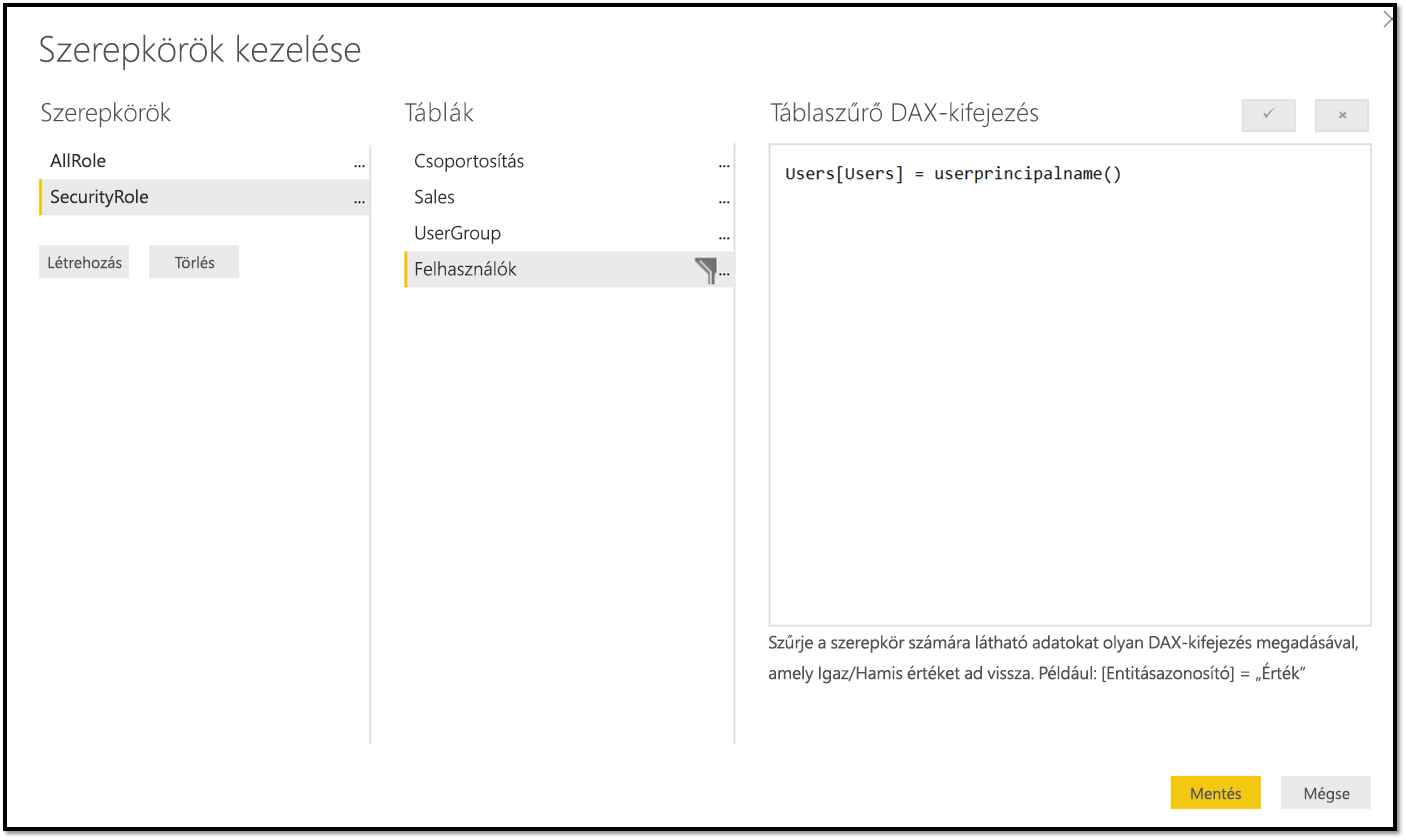 Szerepkörök kezelése
Szerepkörök
AllRole
...
SecurityRole
...
Létrehozás
Törlés
Táblák
Csoportosítás
...
Sales
...
UserGroup
...
Felhasználók
...
Táblaszűrő DAX-kifejezés
Users[Users] = userprincipalname()
Szűrje a szerepkör számára látható adatokat olyan DAX-kifejezés megadásával,
amely Igaz/Hamis értéket ad vissza. Például: [Entitásazonosító] = „Érték”
Mentés
Mégse